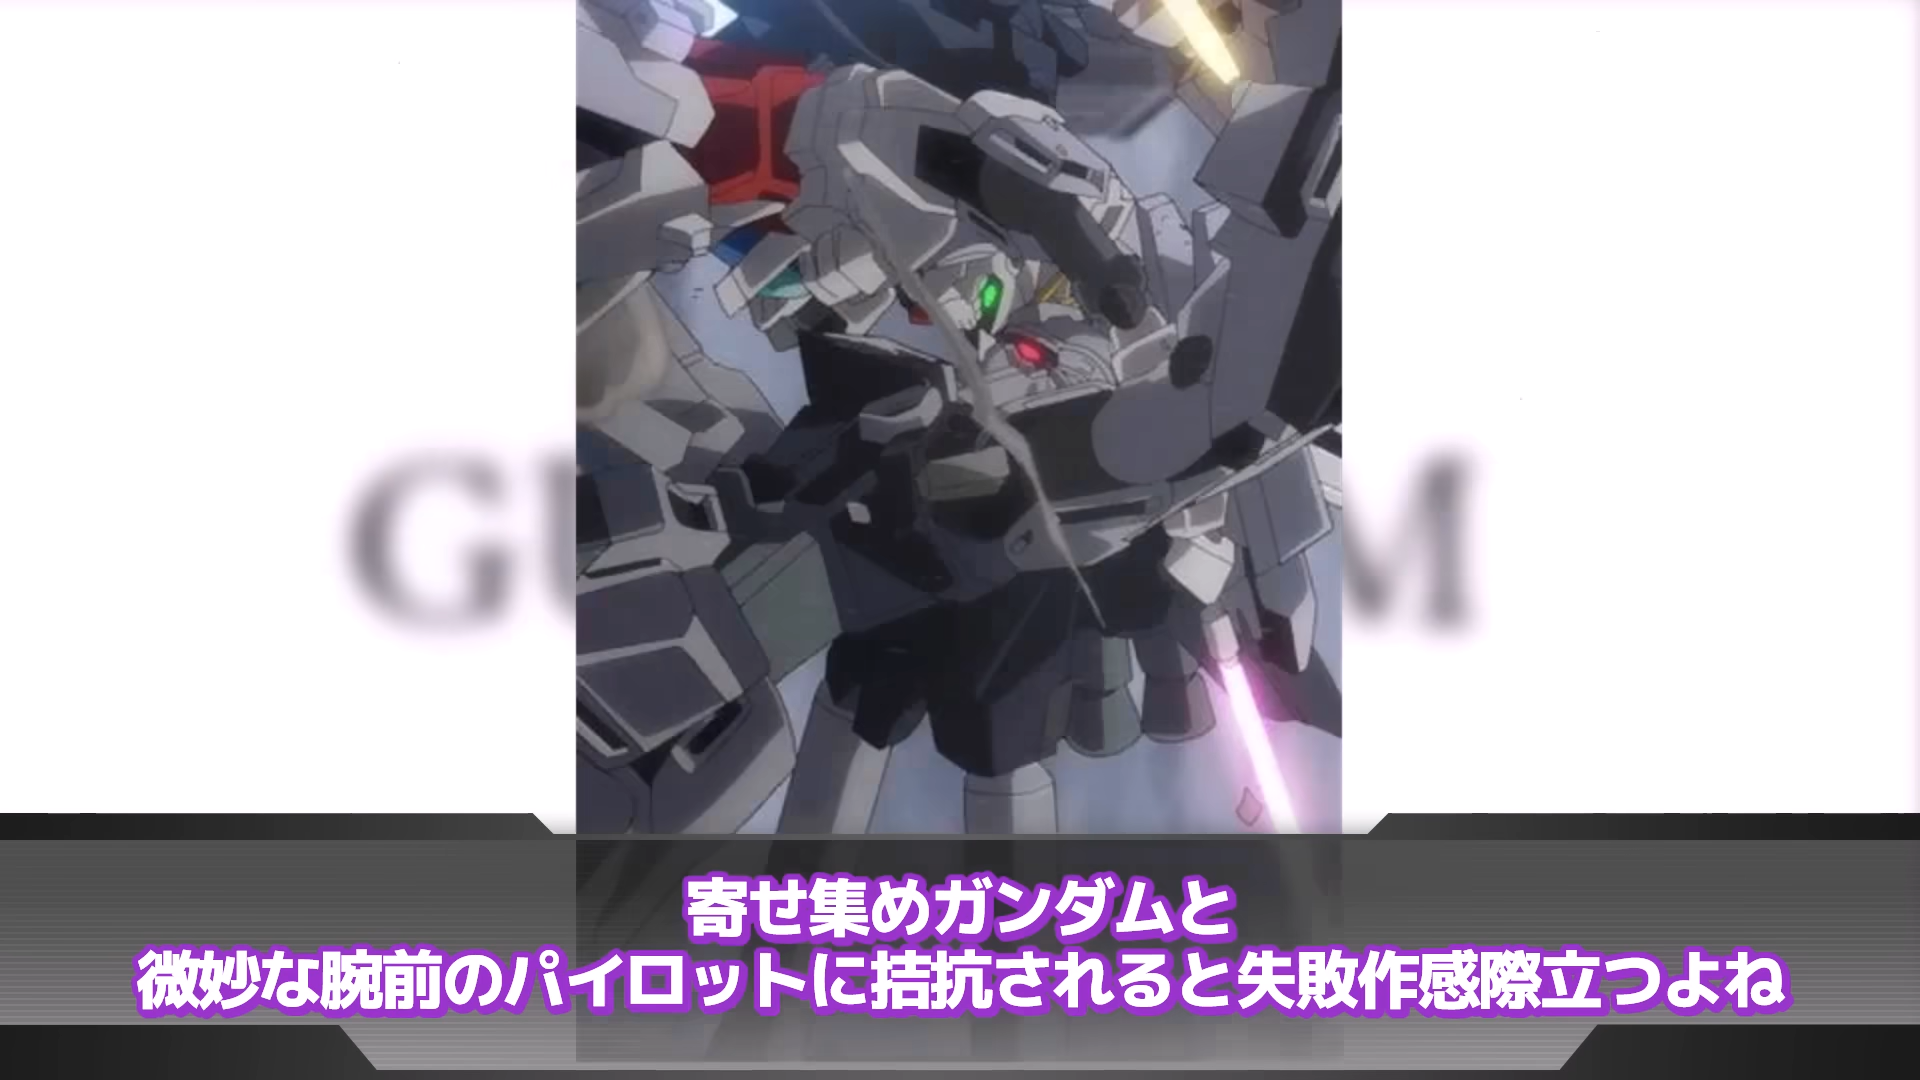 GU M
寄せ集めガンダムと
微妙な腕前のパイロットに拮抗されると失敗作感際立つよね